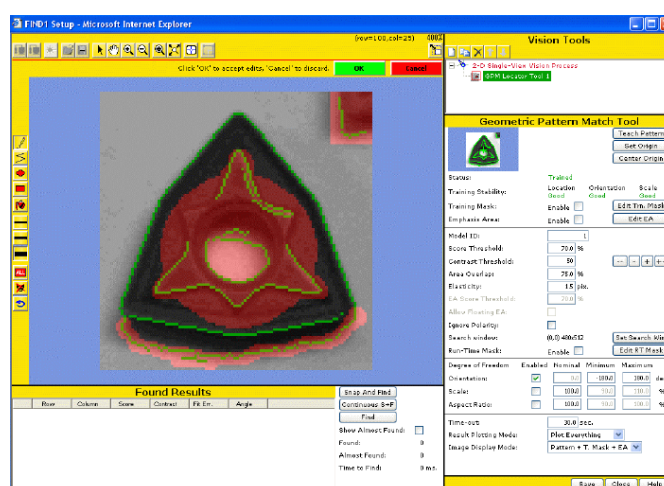 FIND1 Setup - Microsoft Internet Explorer
(row=100,col=25) 400%
Click 'OK' to accept edits, 'Cancel' to discard.
OK
Cancel
ALL
Vision Tools
2-D Single-View Vision Process
GPM Locator Tool 1
Geometric Pattern Match Tool
Teach Pattern
Set Origin
Center Origin
Status: Trained
Location Orientation Scale
Training Stability: Good Good Good
Training Mask: Enable Edit Trn. Mask
Emphasis Area: Enable Edit EA
Model ID: 1
Score Threshold: 70.0 %
Contrast Threshold: 50 -- - + ++
Area Overlap: 75.0 %
Elasticity: 1.5 pix.
EA Score Threshold: 70.0 %
Allow Floating EA:
Ignore Polarity:
Search window: (0,0) 480x512 Set Search Win
Run-Time Mask: Enable Edit RT Mask
Degree of Freedom Enabled Nominal Minimum Maximum
Orientation: 0.0 -180.0 180.0
Scale: 100.0 90.0 110.0 %
Aspect Ratio: 100.0 90.0 100.0 %
Time-out: 30.0 sec.
Result Plotting Mode: Plot Everything
Image Display Mode: Pattern + T. Mask + EA
Save Close Help
Found Results
Row Column Score Contrast Fit Err. Angle
Snap And Find
Continuous S+F
Find
Show Almost Found:
Found: 0
Almost Found: 0
Time to Find: 0 ms.